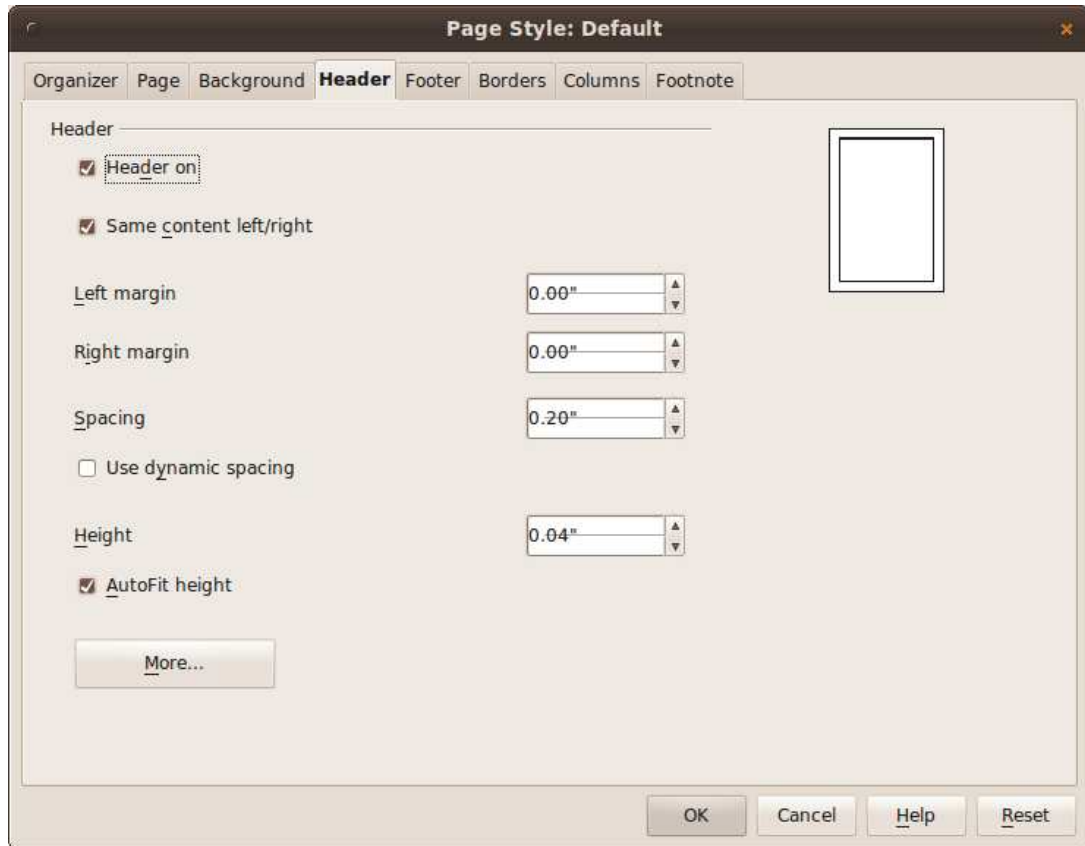 Page Style: Default
Organizer Page Background Header Footer Borders Columns Footnote
Header
Header on
Same content left/right
Left margin 0.00"
Right margin 0.00"
Spacing 0.20"
Use dynamic spacing
Height 0.04"
AutoFit height
More...
OK Cancel Help Reset